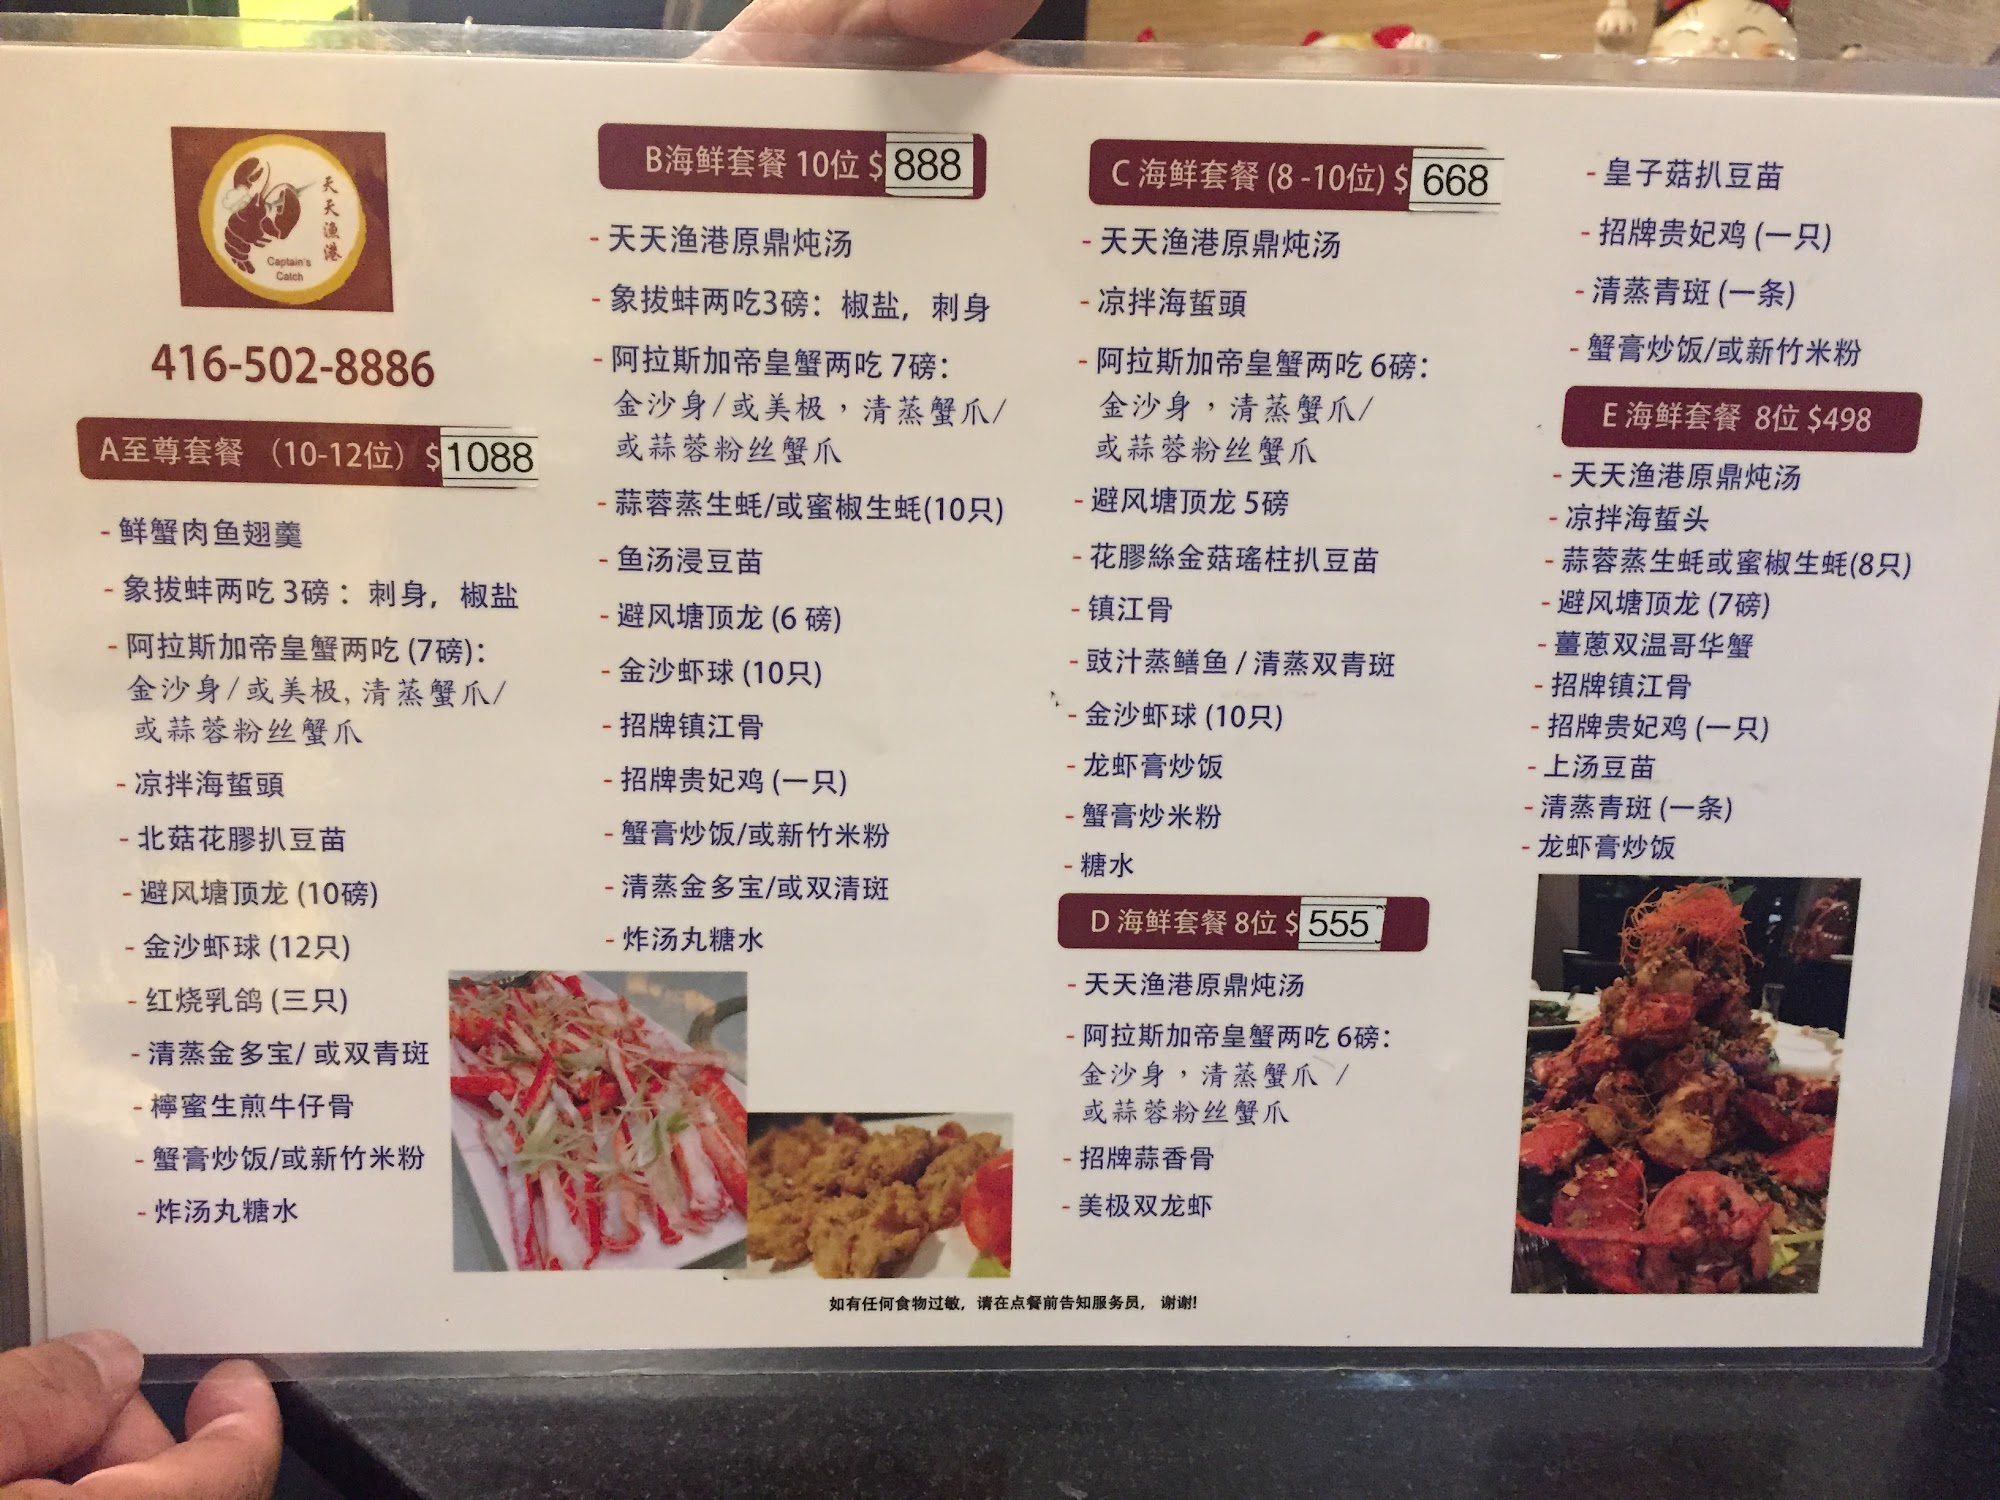 天天漁港
Captain's
Catch
416-502-8886
A至尊套餐 （10-12位）$1088
- 鲜蟹肉鱼翅羹
- 象拔蚌两吃 3磅： 刺身，椒盐
- 阿拉斯加帝皇蟹两吃 (7磅)：
金沙身/或美极, 清蒸蟹爪/
或蒜蓉粉丝蟹爪
- 凉拌海蜇頭
- 北菇花膠扒豆苗
- 避风塘顶龙 (10磅)
- 金沙虾球 (12只)
- 红烧乳鸽 (三只)
- 清蒸金多宝/ 或双青斑
- 檸蜜生煎牛仔骨
- 蟹膏炒饭/或新竹米粉
- 炸汤丸糖水
B海鲜套餐 10位 $888
- 天天渔港原鼎炖汤
- 象拔蚌两吃3磅：椒盐，刺身
- 阿拉斯加帝皇蟹两吃 7磅：
金沙身/或美极，清蒸蟹爪/
或蒜蓉粉丝蟹爪
- 蒜蓉蒸生蚝/或蜜椒生蚝(10只)
- 鱼汤浸豆苗
- 避风塘顶龙 (6 磅)
- 金沙虾球 (10只)
- 招牌镇江骨
- 招牌贵妃鸡 (一只)
- 蟹膏炒饭/或新竹米粉
- 清蒸金多宝/或双清斑
- 炸汤丸糖水
C 海鲜套餐 (8 -10位) $668
- 天天渔港原鼎炖汤
- 凉拌海蜇頭
- 阿拉斯加帝皇蟹两吃 6磅：
金沙身，清蒸蟹爪/
或蒜蓉粉丝蟹爪
- 避风塘顶龙 5磅
- 花膠絲金菇瑤柱扒豆苗
- 镇江骨
- 豉汁蒸鳝鱼 / 清蒸双青斑
- 金沙虾球 (10只)
- 龙虾膏炒饭
- 蟹膏炒米粉
- 糖水
D 海鲜套餐 8位 $555
- 天天渔港原鼎炖汤
- 阿拉斯加帝皇蟹两吃 6磅：
金沙身，清蒸蟹爪 /
或蒜蓉粉丝蟹爪
- 招牌蒜香骨
- 美极双龙虾
- 皇子菇扒豆苗
- 招牌贵妃鸡 (一只)
- 清蒸青斑 (一条)
- 蟹膏炒饭/或新竹米粉
E 海鲜套餐 8位 $498
- 天天渔港原鼎炖汤
- 凉拌海蜇头
- 蒜蓉蒸生蚝或蜜椒生蚝(8只)
- 避风塘顶龙 (7磅)
- 薑蔥双温哥华蟹
- 招牌镇江骨
- 招牌贵妃鸡 (一只)
- 上汤豆苗
- 清蒸青斑 (一条)
- 龙虾膏炒饭
如有任何食物过敏，请在点餐前告知服务员， 谢谢!